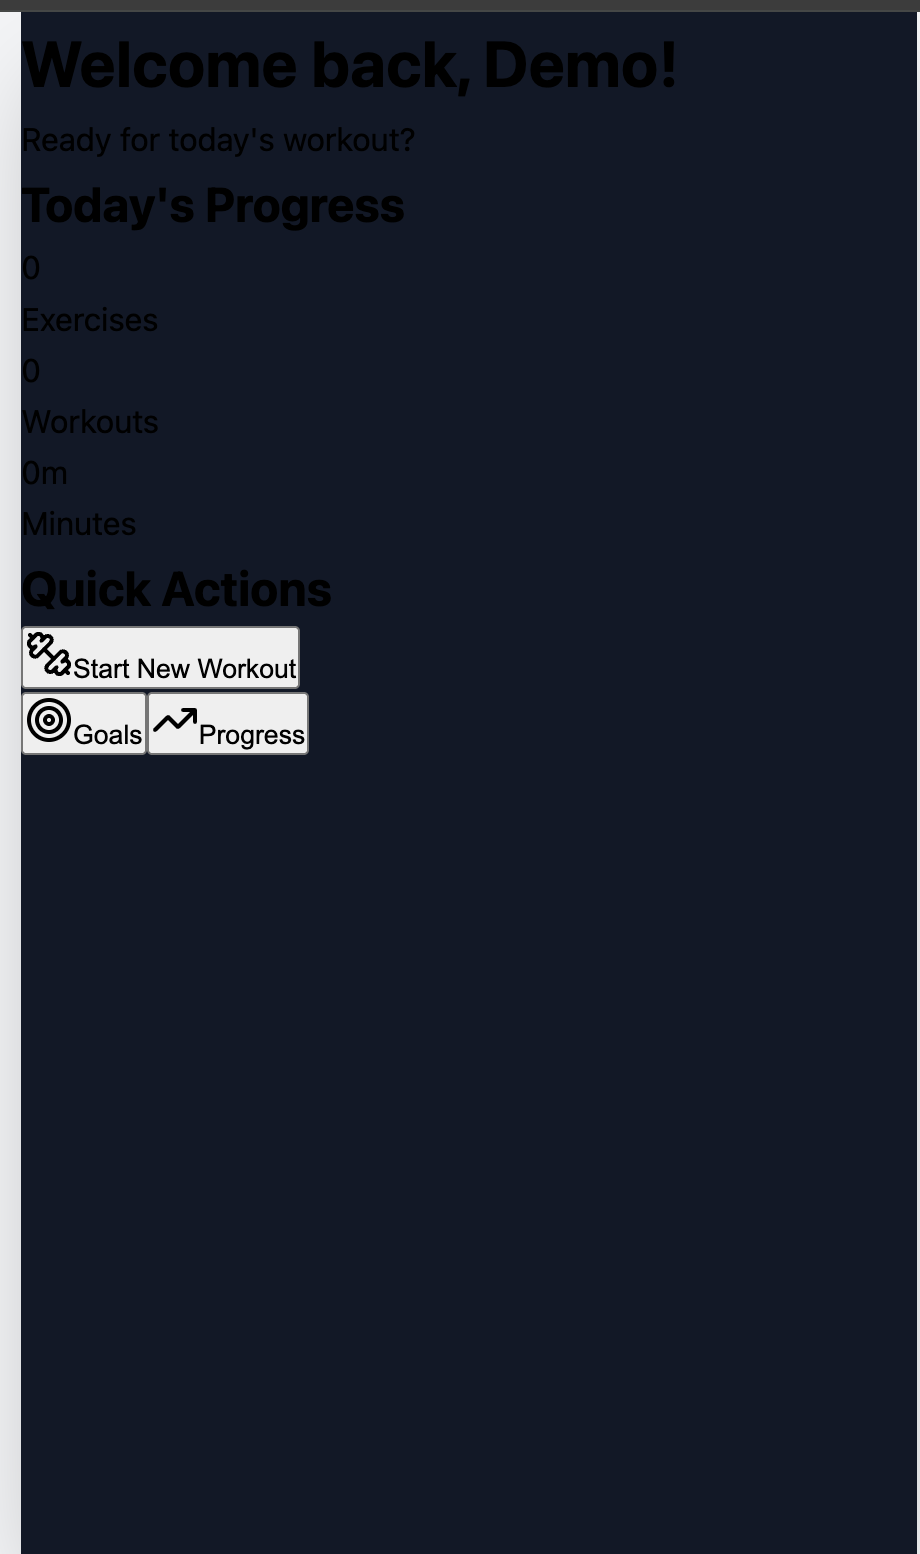 Welcome back, Demo!
Ready for today's workout?
Today's Progress
0
Exercises
0
Workouts
0m
Minutes
Quick Actions
Start New Workout
Goals Progress